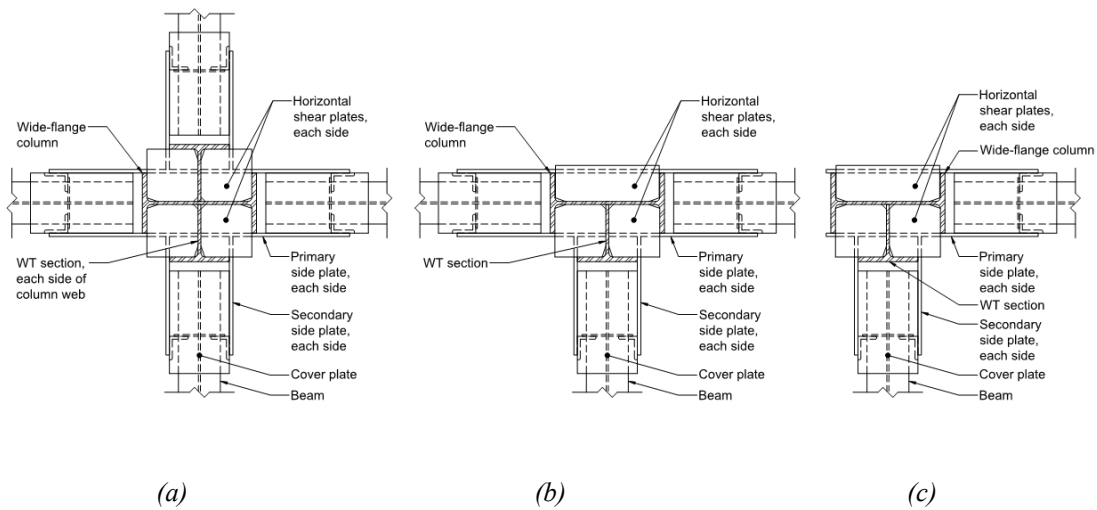 Horizontal
shear plates,
each side
Wide-flange
column
WT section,
each side of
column web
Primary
side plate,
each side
Secondary
side plate,
each side
Cover plate
Beam
(a)
Horizontal
shear plates,
each side
Wide-flange
column
WT section
Primary
side plate,
each side
Secondary
side plate,
each side
Cover plate
Beam
(b)
Horizontal
shear plates,
each side
Wide-flange column
Primary
side plate,
each side
WT section
Secondary
side plate,
each side
Cover plate
Beam
(c)